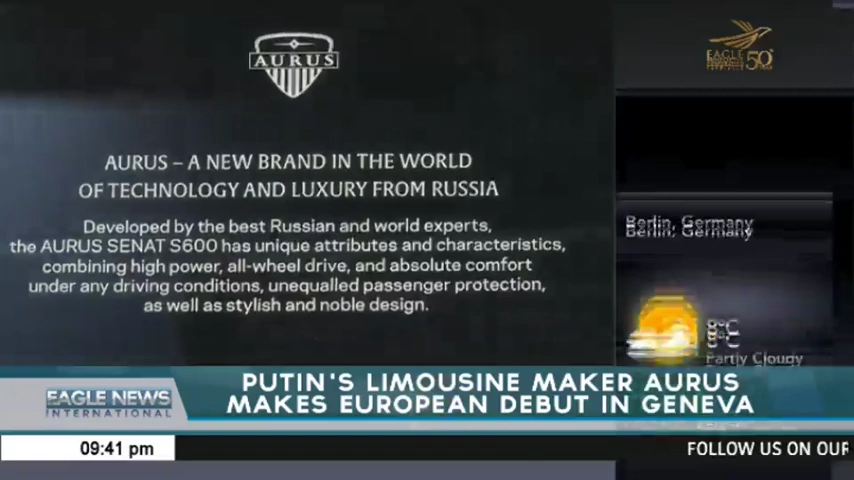 AURUS
EAGLE
50
AURUS – A NEW BRAND IN THE WORLD
OF TECHNOLOGY AND LUXURY FROM RUSSIA
Developed by the best Russian and world experts,
the AURUS SENAT S600 has unique attributes and characteristics,
combining high power, all-wheel drive, and absolute comfort
under any driving conditions, unequalled passenger protection,
as well as stylish and noble design.
Berlin, Germany
8°C
Partly Cloudy
PUTIN'S LIMOUSINE MAKER AURUS
MAKES EUROPEAN DEBUT IN GENEVA
EAGLE NEWS
INTERNATIONAL
09:41 pm
FOLLOW US ON OUR